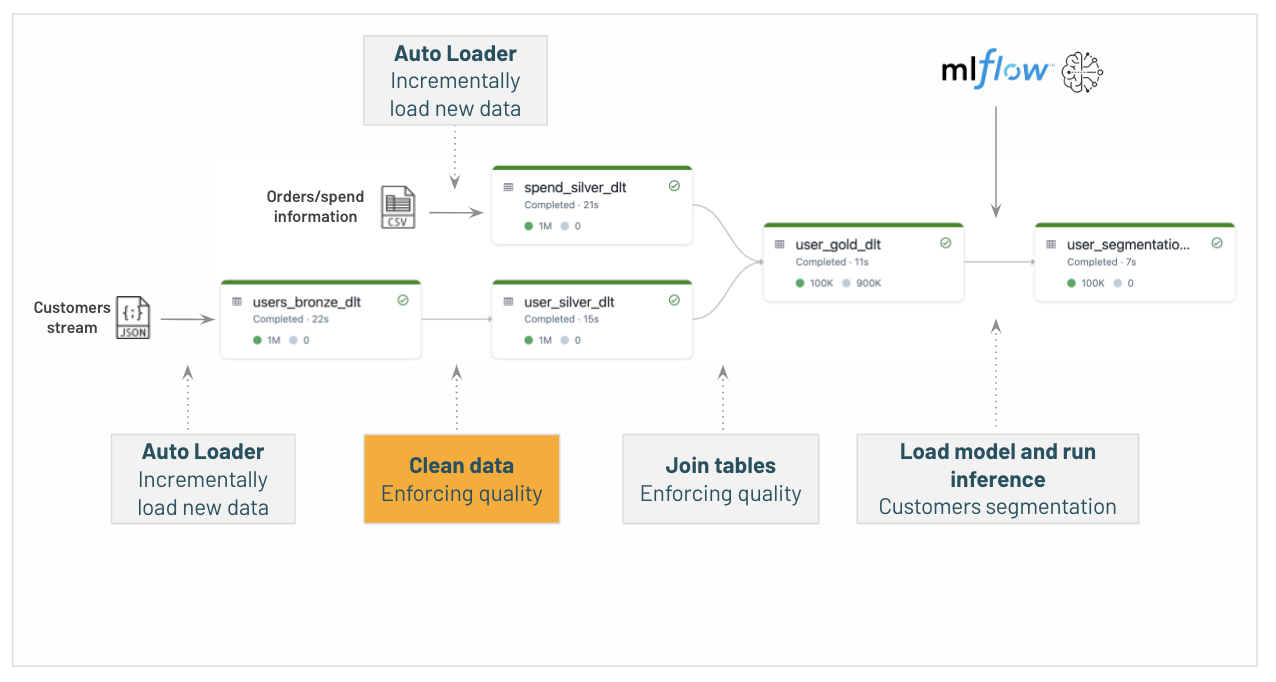 Auto Loader
Incrementally
load new data
mlflow™
Orders/spend
information
CSV
spend_silver_dlt
Completed · 21s
1M 0
user_gold_dlt
Completed · 11s
100K 900K
user_segmentatio...
Completed · 7s
100K 0
Customers
stream
{;}
JSON
users_bronze_dlt
Completed · 22s
1M 0
user_silver_dlt
Completed · 15s
1M 0
Auto Loader
Incrementally
load new data
Clean data
Enforcing quality
Join tables
Enforcing quality
Load model and run
inference
Customers segmentation